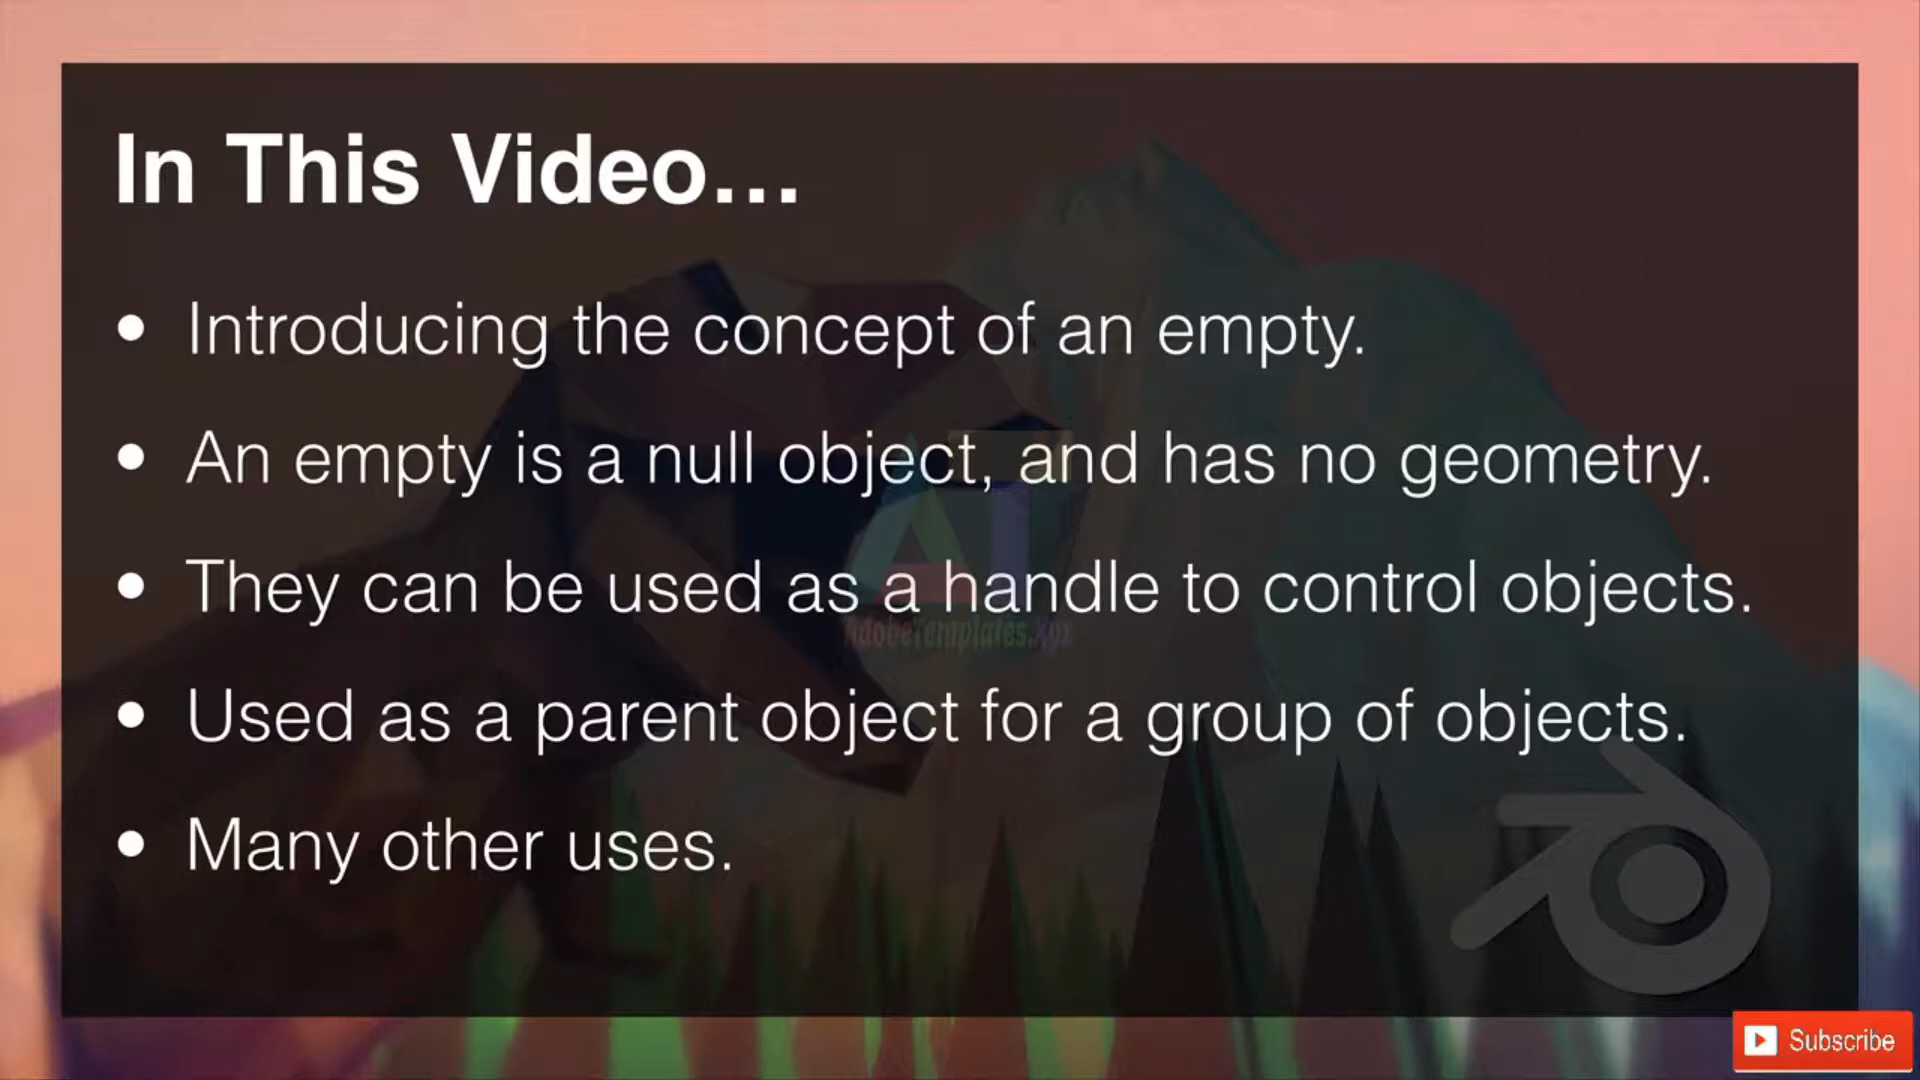 In This Video...
• Introducing the concept of an empty.
• An empty is a null object, and has no geometry.
• They can be used as a handle to control objects.
AdobeTemplates.Xyz
• Used as a parent object for a group of objects.
• Many other uses.
Subscribe